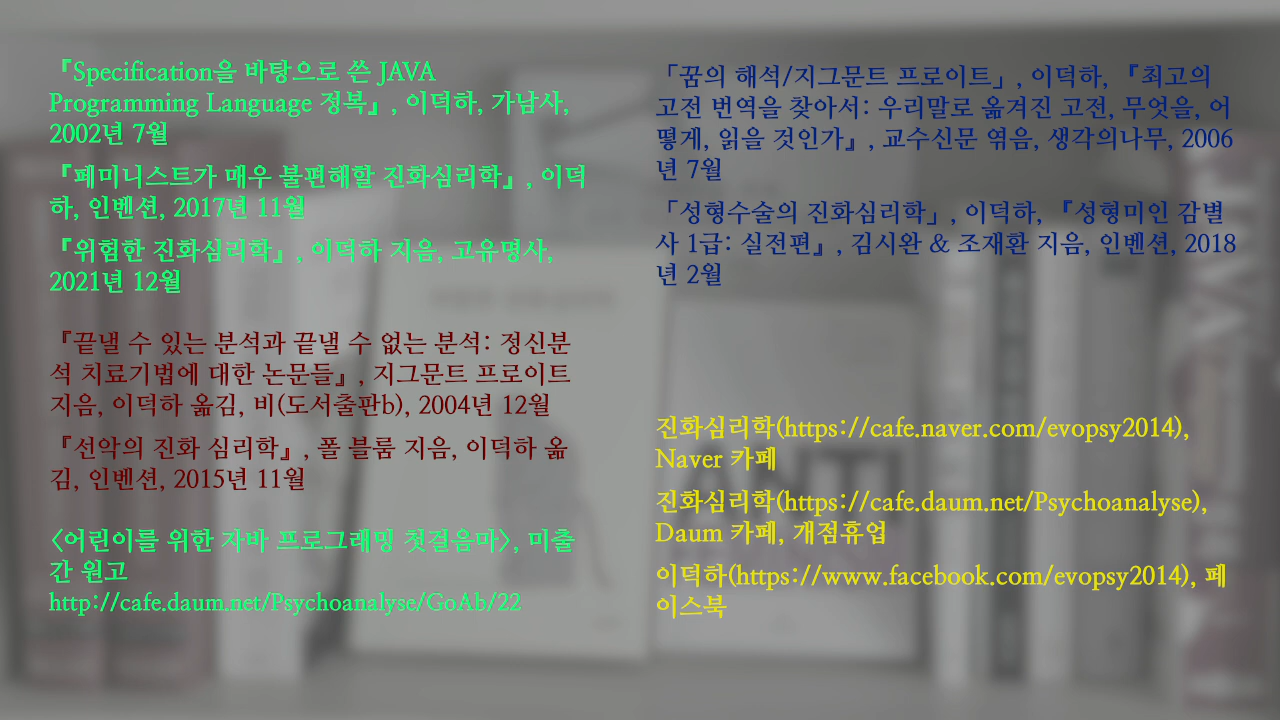 『Specification을 바탕으로 쓴 JAVA
Programming Language 정복』, 이덕하, 가남사,
2002년 7월
『페미니스트가 매우 불편해할 진화심리학』, 이덕
하, 인벤션, 2017년 11월
『위험한 진화심리학』, 이덕하 지음, 고유명사,
2021년 12월
『끝낼 수 있는 분석과 끝낼 수 없는 분석: 정신분
석 치료기법에 대한 논문들』, 지그문트 프로이트
지음, 이덕하 옮김, 비(도서출판b), 2004년 12월
『선악의 진화 심리학』, 폴 블룸 지음, 이덕하 옮
김, 인벤션, 2015년 11월
<어린이를 위한 자바 프로그래밍 첫걸음마>, 미출
간 원고
http://cafe.daum.net/Psychoanalyse/GoAb/22
「꿈의 해석/지그문트 프로이트」, 이덕하, 『최고의
고전 번역을 찾아서: 우리말로 옮겨진 고전, 무엇을, 어
떻게, 읽을 것인가』, 교수신문 엮음, 생각의나무, 2006
년 7월
「성형수술의 진화심리학」, 이덕하, 『성형미인 감별
사 1급: 실전편』, 김시완 & 조재환 지음, 인벤션, 2018
년 2월
진화심리학(https://cafe.naver.com/evopsy2014),
Naver 카페
진화심리학(https://cafe.daum.net/Psychoanalyse),
Daum 카페, 개점휴업
이덕하(https://www.facebook.com/evopsy2014), 페
이스북